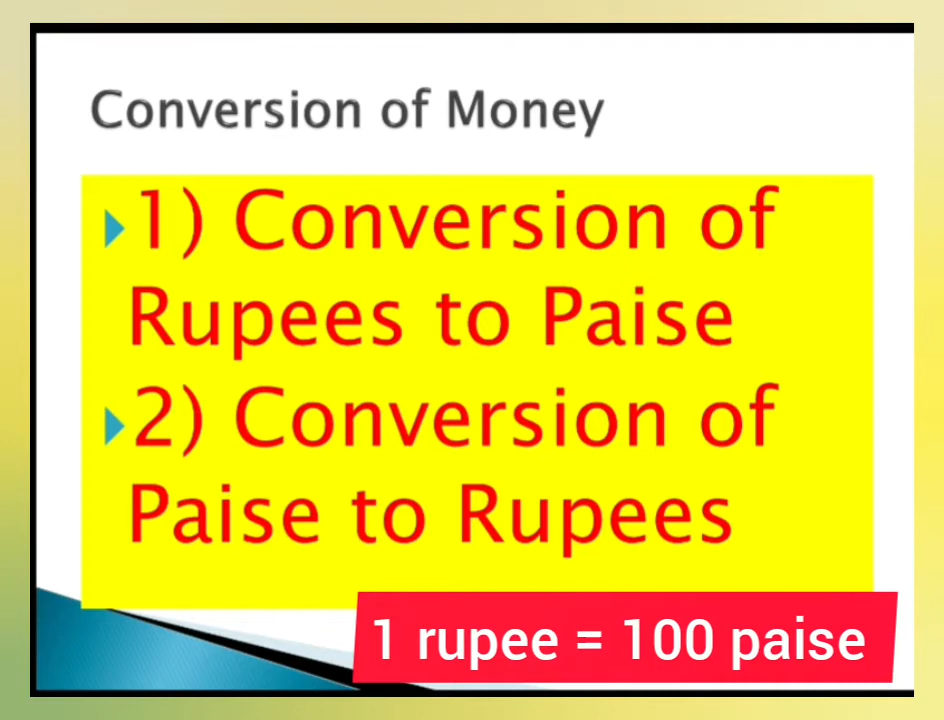 Conversion of Money
1) Conversion of
Rupees to Paise
2) Conversion of
Paise to Rupees
1 rupee = 100 paise